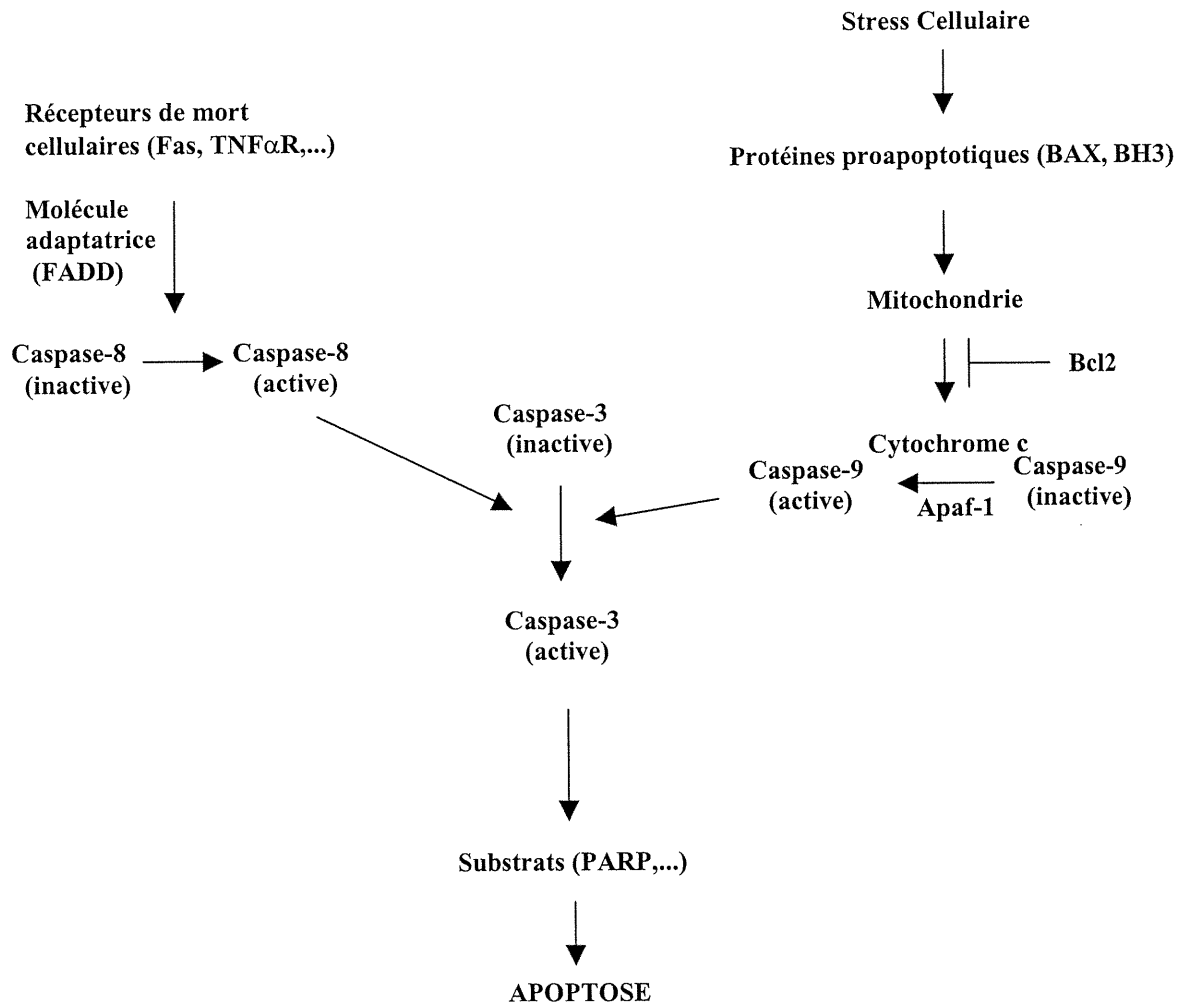 Stress Cellulaire
Récepteurs de mort
cellulaires (Fas, TNFαR,...)
Protéines proapoptotiques (BAX, BH3)
Molécule
adaptatrice
(FADD)
Mitochondrie
Caspase-8
(inactive)
Caspase-8
(active)
Bcl2
Caspase-3
(inactive)
Cytochrome c
Caspase-9
(active)
Apaf-1
Caspase-9
(inactive)
Caspase-3
(active)
Substrats (PARP,...)
APOPTOSE